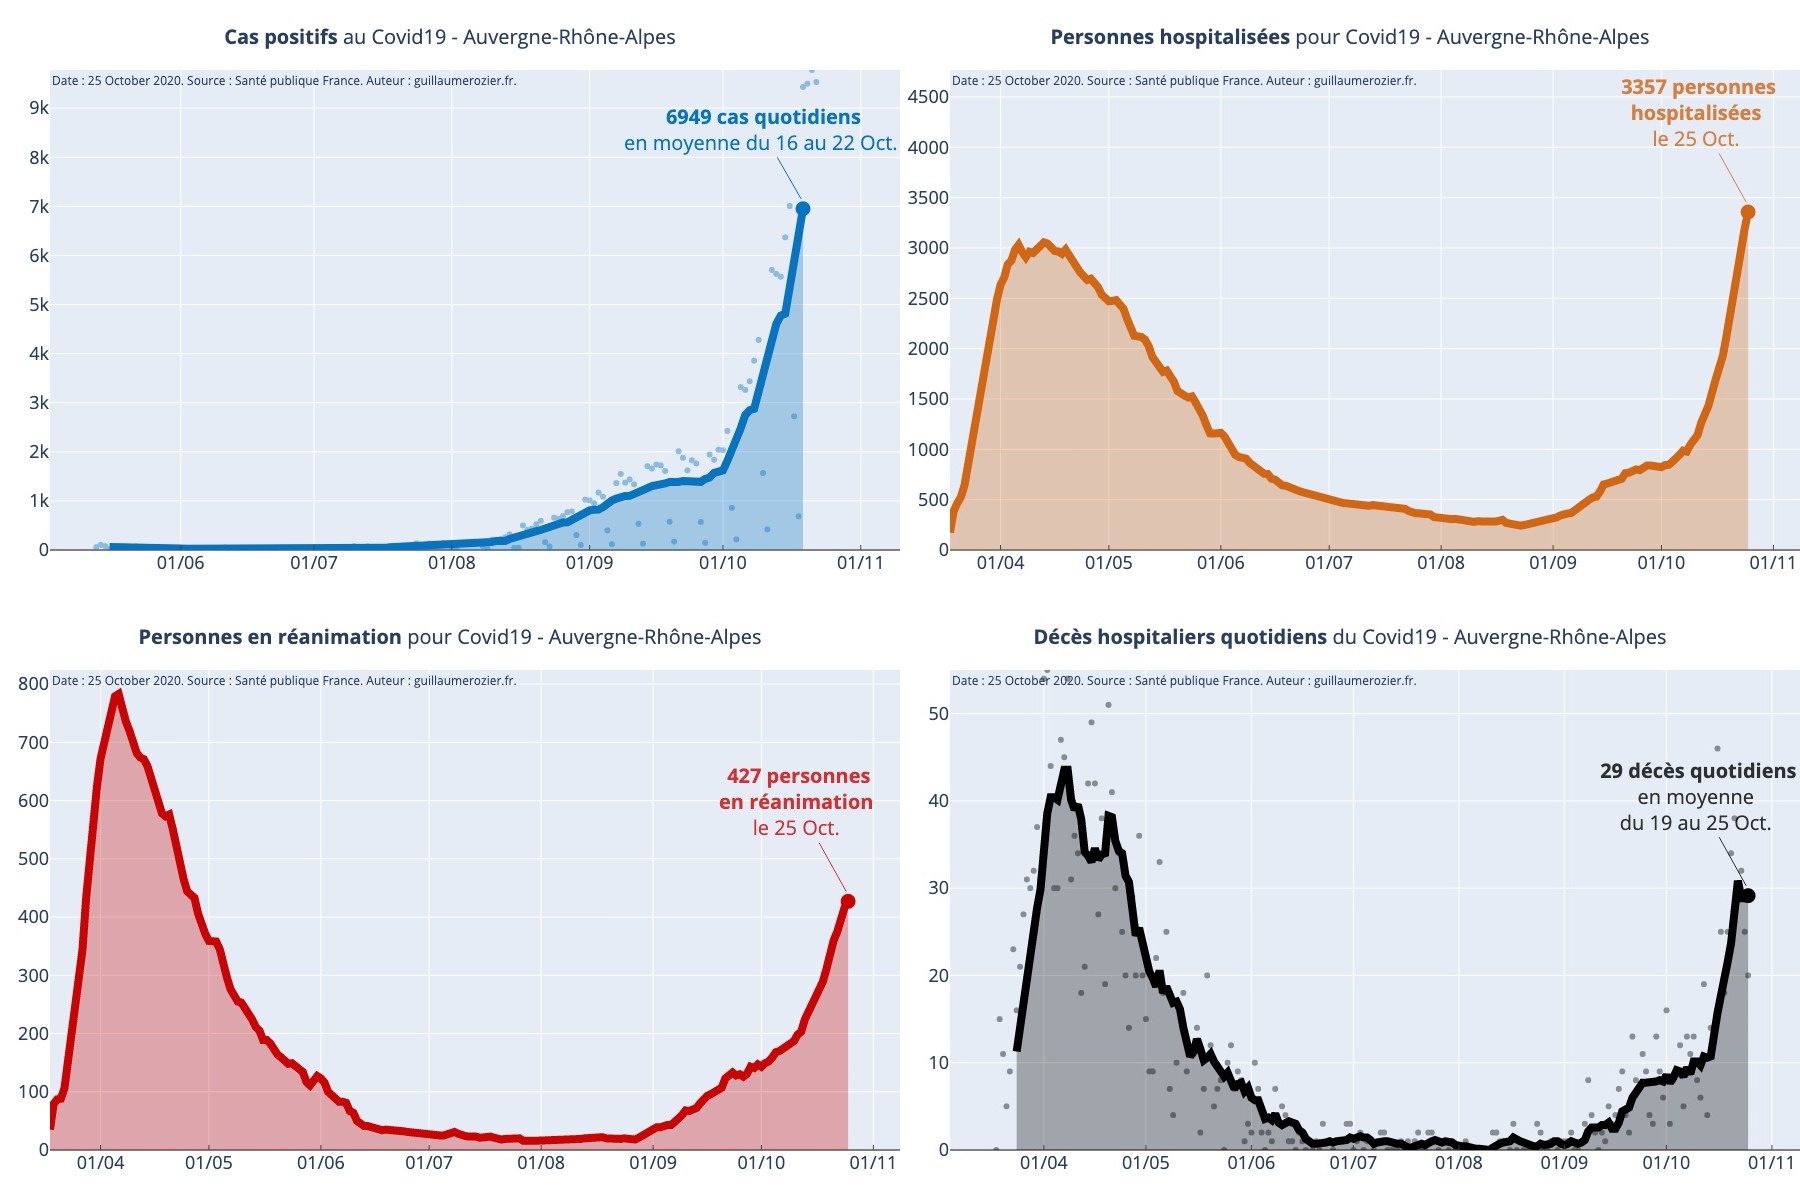 Cas positifs au Covid19 - Auvergne-Rhône-Alpes
Date : 25 October 2020. Source : Santé publique France. Auteur : guillaumerozier.fr.
9k
8k
7k
6k
5k
4k
3k
2k
1k
0
6949 cas quotidiens
en moyenne du 16 au 22 Oct.
01/06
01/07
01/08
01/09
01/10
01/11
Personnes hospitalisées pour Covid19 - Auvergne-Rhône-Alpes
Date : 25 October 2020. Source : Santé publique France. Auteur : guillaumerozier.fr.
4500
4000
3500
3000
2500
2000
1500
1000
500
0
3357 personnes
hospitalisées
le 25 Oct.
01/04
01/05
01/06
01/07
01/08
01/09
01/10
01/11
Personnes en réanimation pour Covid19 - Auvergne-Rhône-Alpes
Date : 25 October 2020. Source : Santé publique France. Auteur : guillaumerozier.fr.
800
700
600
500
400
300
200
100
0
427 personnes
en réanimation
le 25 Oct.
01/04
01/05
01/06
01/07
01/08
01/09
01/10
01/11
Décès hospitaliers quotidiens du Covid19 - Auvergne-Rhône-Alpes
Date : 25 October 2020. Source : Santé publique France. Auteur : guillaumerozier.fr.
50
40
30
20
10
0
29 décès quotidiens
en moyenne
du 19 au 25 Oct.
01/04
01/05
01/06
01/07
01/08
01/09
01/10
01/11